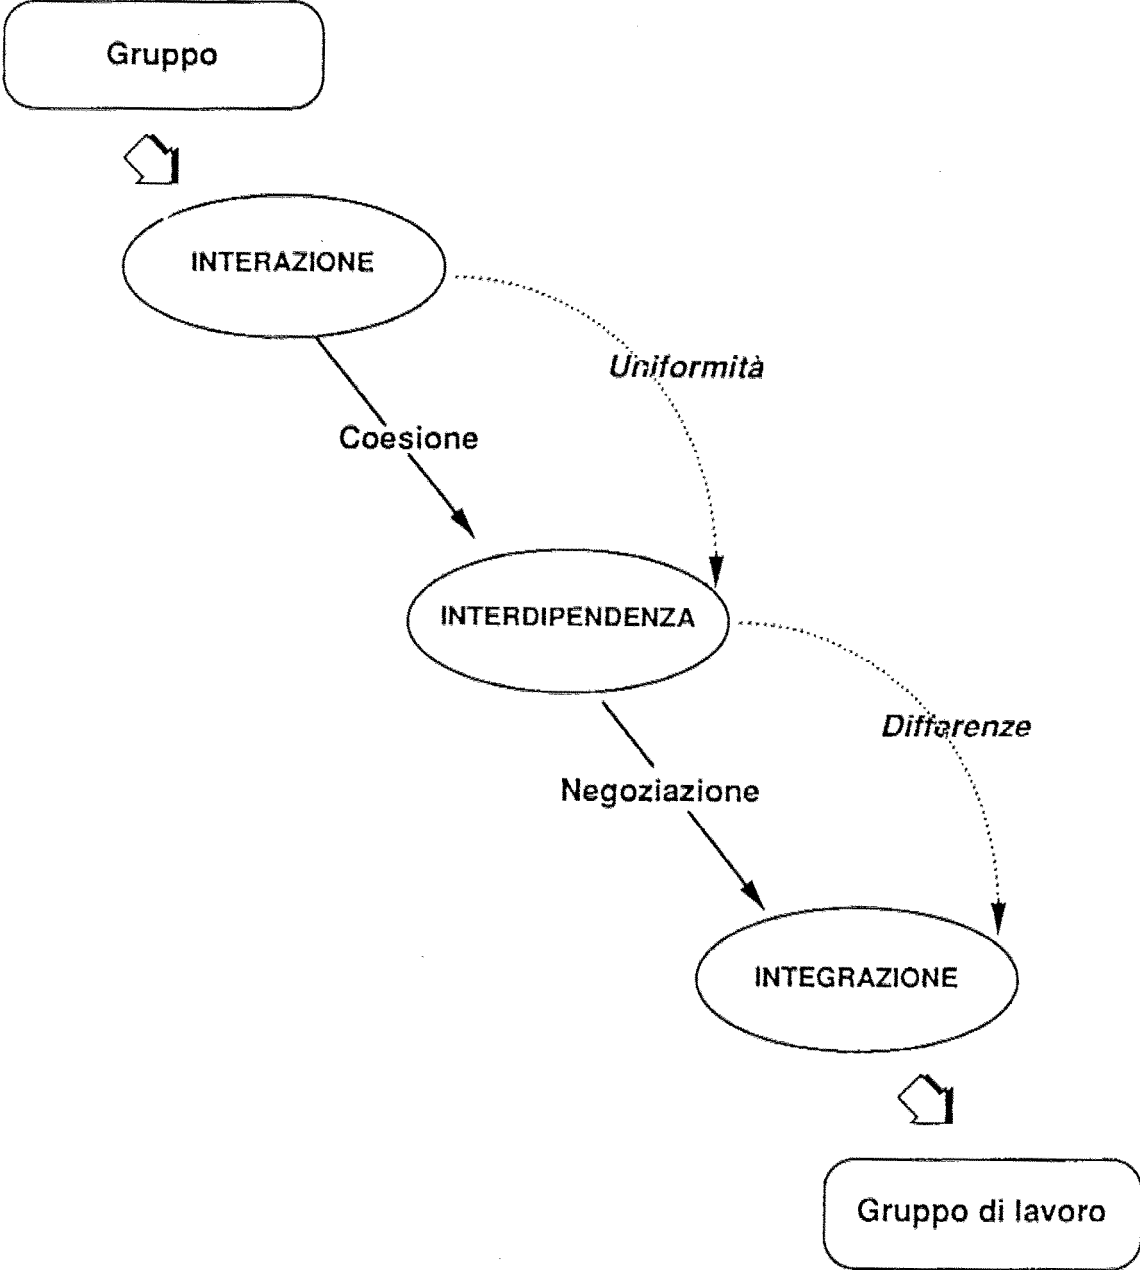 Gruppo
INTERAZIONE
Uniformità
Coesione
INTERDIPENDENZA
Differenze
Negoziazione
INTEGRAZIONE
Gruppo di lavoro